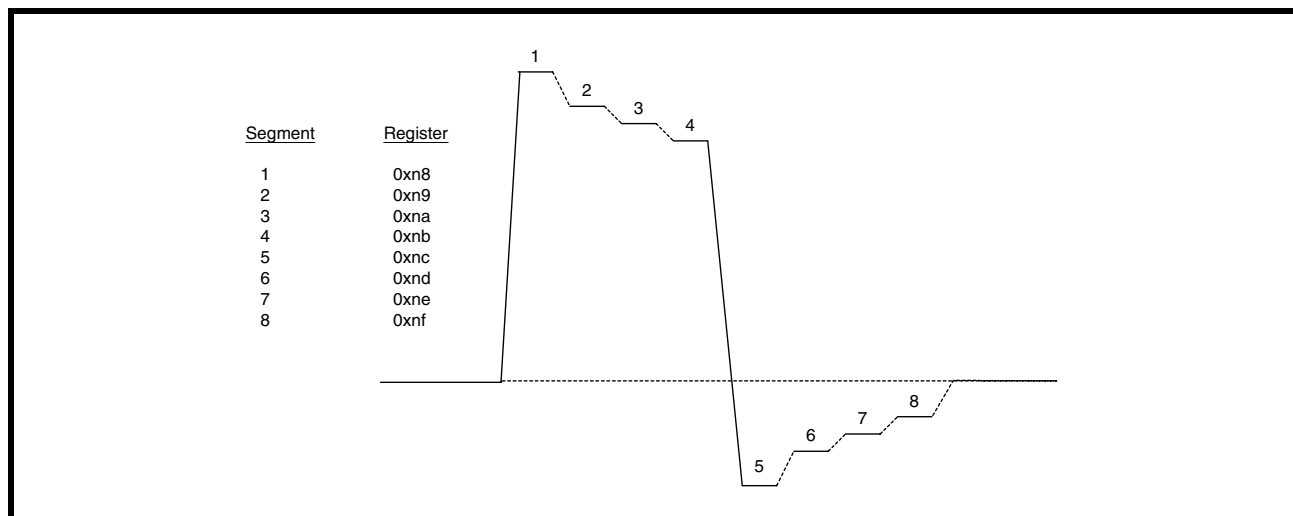 Segment Register
1 0xn8
2 0xn9
3 0xna
4 0xnb
5 0xnc
6 0xnd
7 0xne
8 0xnf
1
2
3
4
5
6
7
8